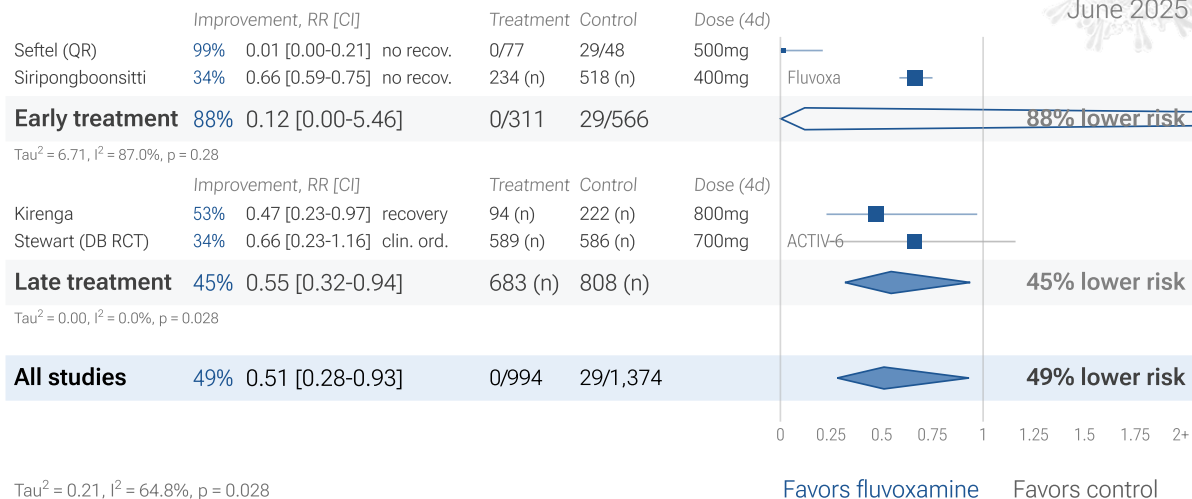 June 2025
Improvement, RR [CI] Treatment Control Dose (4d)
Seftel (QR) 99% 0.01 [0.00-0.21] no recov. 0/77 29/48 500mg
Siripongboonsitti 34% 0.66 [0.59-0.75] no recov. 234 (n) 518 (n) 400mg Fluvoxa
Early treatment 88% 0.12 [0.00-5.46] 0/311 29/566 88% lower risk
Tau² = 6.71, I² = 87.0%, p = 0.28
Improvement, RR [CI] Treatment Control Dose (4d)
Kirenga 53% 0.47 [0.23-0.97] recovery 94 (n) 222 (n) 800mg
Stewart (DB RCT) 34% 0.66 [0.23-1.16] clin. ord. 589 (n) 586 (n) 700mg ACTIV-6
Late treatment 45% 0.55 [0.32-0.94] 683 (n) 808 (n) 45% lower risk
Tau² = 0.00, I² = 0.0%, p = 0.028
All studies 49% 0.51 [0.28-0.93] 0/994 29/1,374 49% lower risk
0 0.25 0.5 0.75 1 1.25 1.5 1.75 2+
Tau² = 0.21, I² = 64.8%, p = 0.028 Favors fluvoxamine Favors control